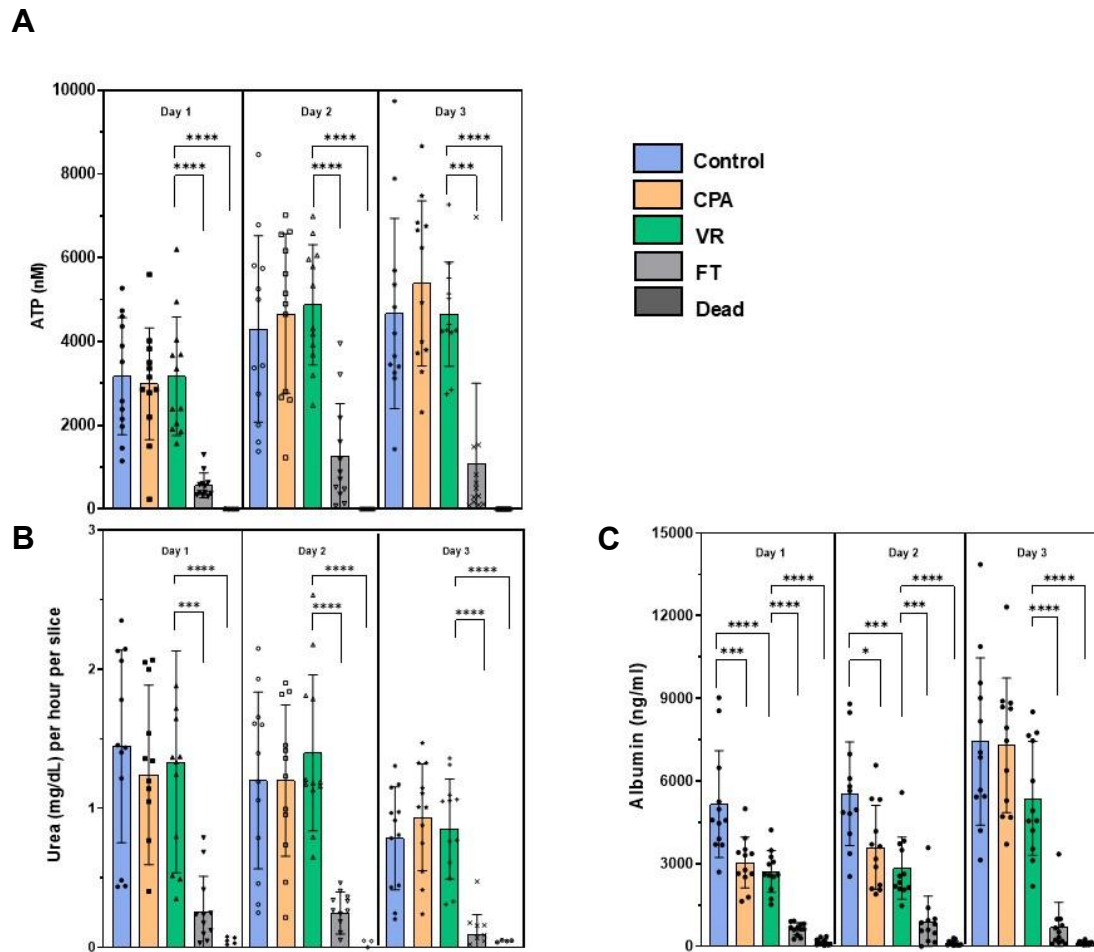 A
10000
8000
6000
4000
2000
0
ATP (nM)
Day 1
Day 2
Day 3
****
****
****
****
****
***
Control
CPA
VR
FT
Dead
B
3
2
1
0
Urea (mg/dL) per hour per slice
Day 1
Day 2
Day 3
****
***
****
****
****
****
C
15000
12000
9000
6000
3000
0
Albumin (ng/ml)
Day 1
Day 2
Day 3
****
****
****
***
****
***
***
*
****
****